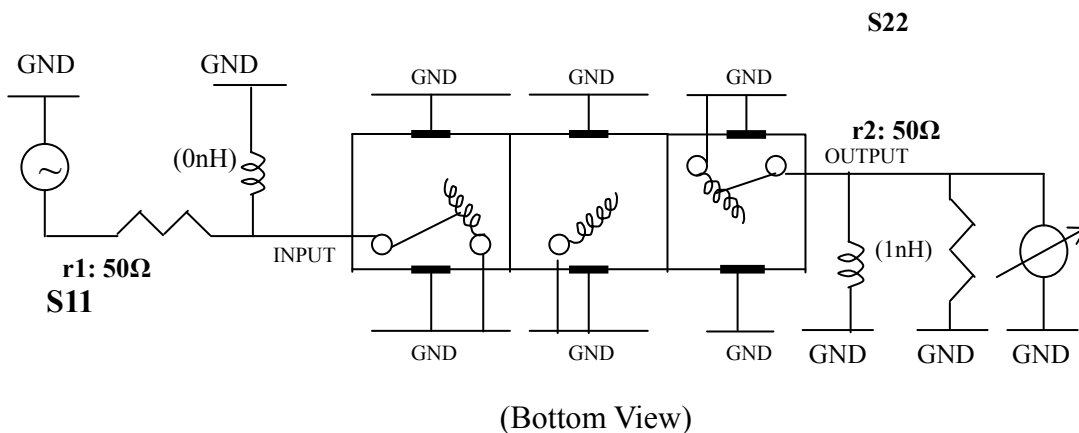 S22
GND
GND
GND
GND
GND
r2: 50Ω
OUTPUT
(0nH)
INPUT
(1nH)
r1: 50Ω
S11
GND
GND
GND
GND
GND
GND
(Bottom View)